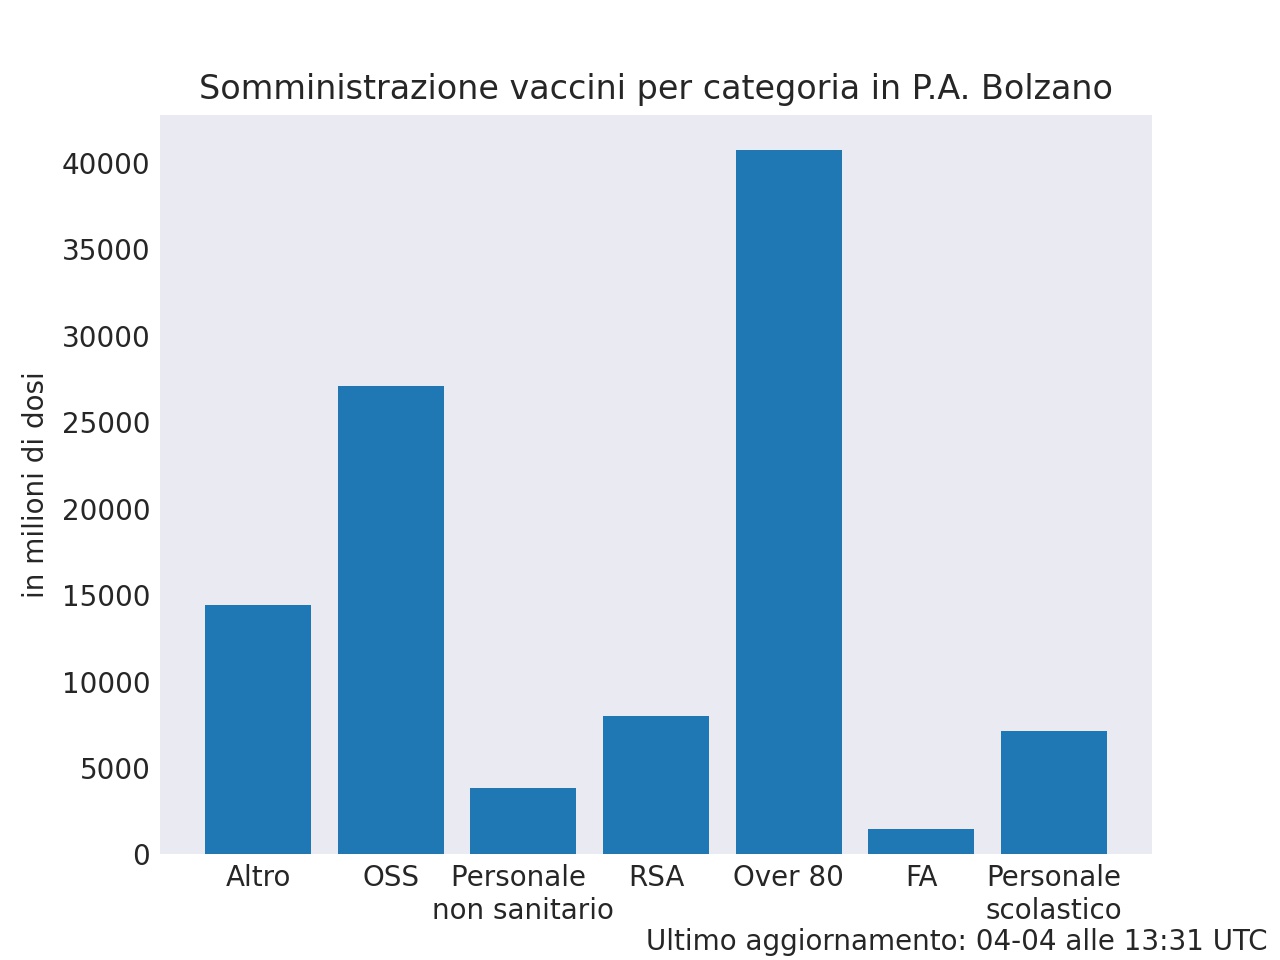 Somministrazione vaccini per categoria in P.A. Bolzano
in milioni di dosi
40000
35000
30000
25000
20000
15000
10000
5000
0
Altro OSS Personale RSA Over 80 FA Personale
non sanitario scolastico
Ultimo aggiornamento: 04-04 alle 13:31 UTC